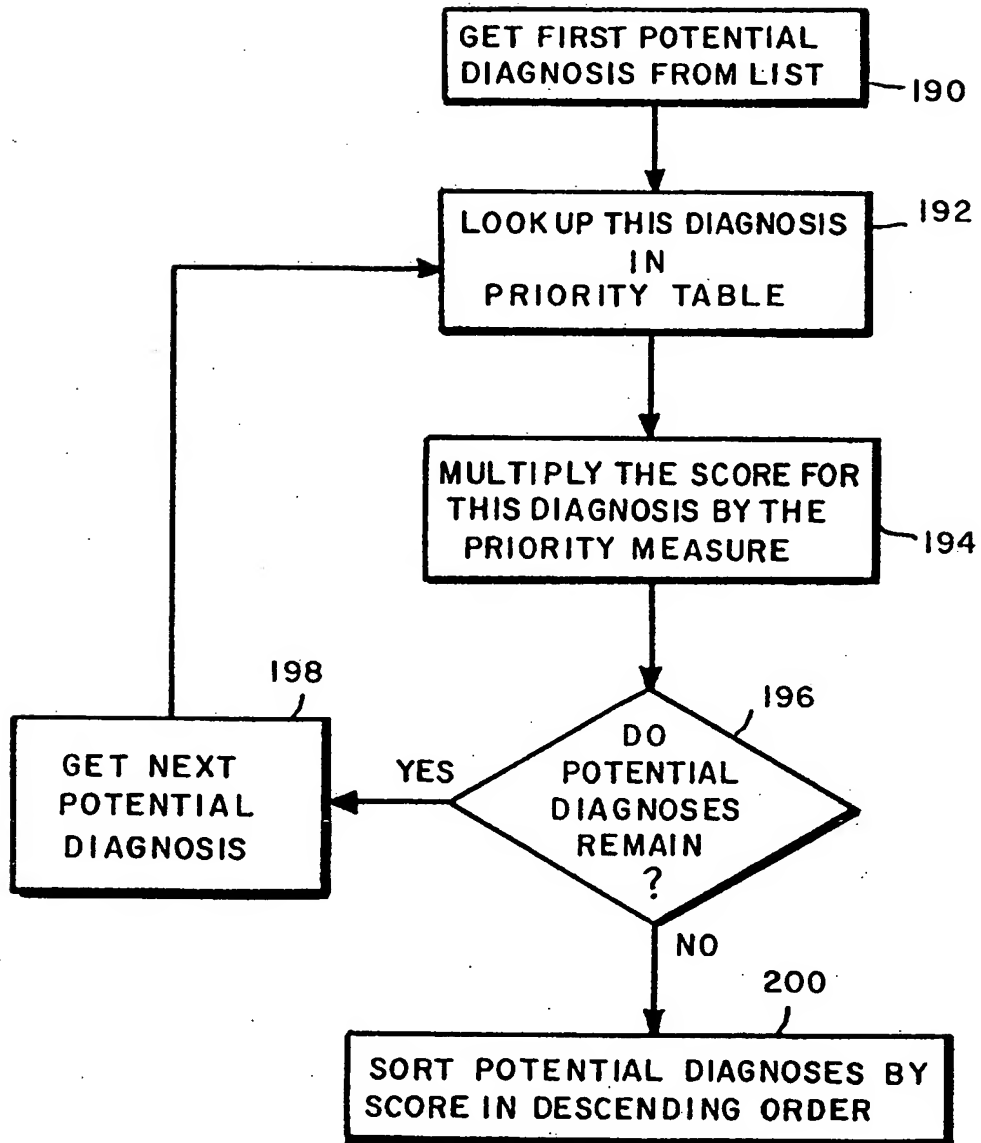 GET FIRST POTENTIAL
DIAGNOSIS FROM LIST
190
LOOK UP THIS DIAGNOSIS
IN
PRIORITY TABLE
192
MULTIPLY THE SCORE FOR
THIS DIAGNOSIS BY THE
PRIORITY MEASURE
194
198
GET NEXT
POTENTIAL
DIAGNOSIS
YES
196
DO
POTENTIAL
DIAGNOSES
REMAIN
?
NO
200
SORT POTENTIAL DIAGNOSES BY
SCORE IN DESCENDING ORDER